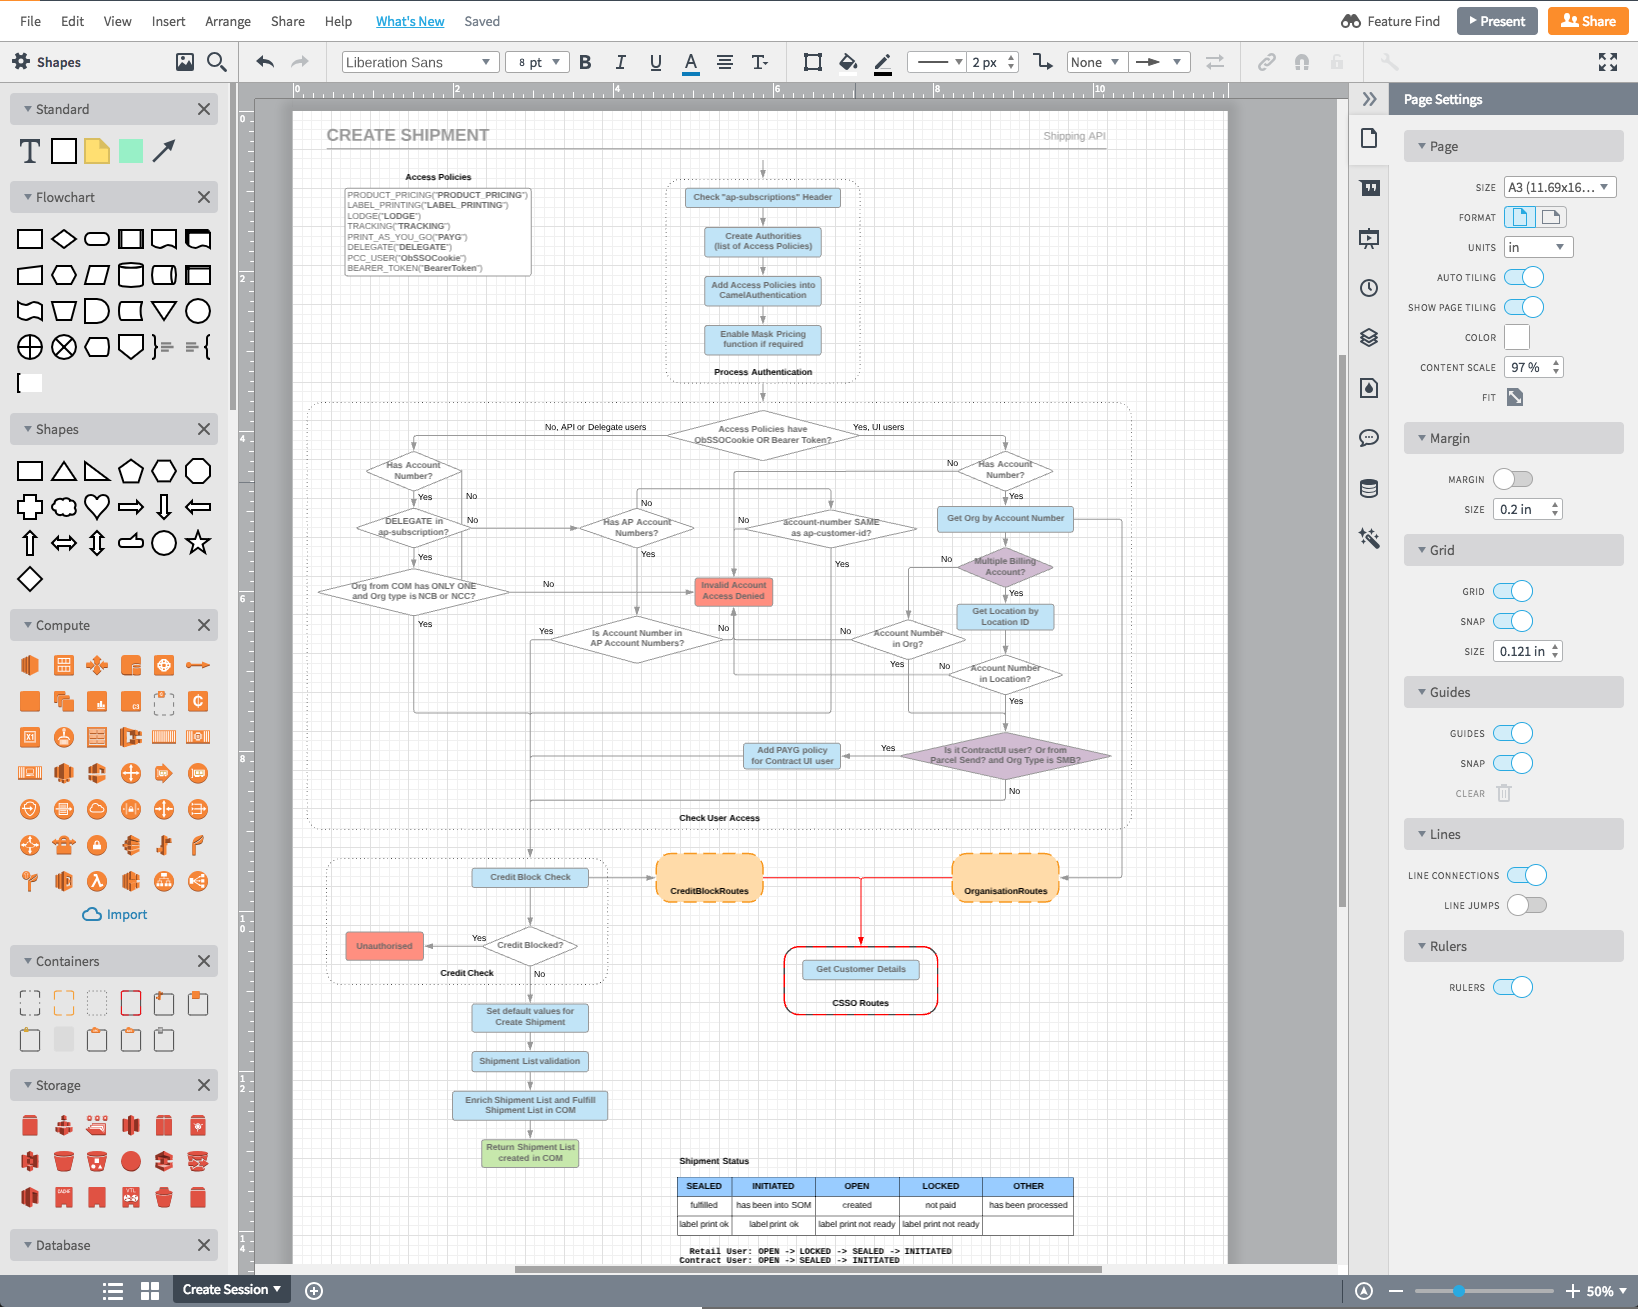 File Edit View Insert Arrange Share Help What's New Saved
Feature Find Present Share
Shapes
Liberation Sans 8 pt B I U A T 2 px None
Standard
T
Flowchart
Shapes
Compute
Import
Containers
Storage
Database
0 2 4 6 8 10
0
2
4
6
8
10
12
14
CREATE SHIPMENT
Shipping API
Access Policies
PRODUCT_PRICING("PRODUCT_PRICING")
LABEL_PRINTING("LABEL_PRINTING")
LODGE("LODGE")
TRACKING("TRACKING")
PRINT_AS_YOU_GO("PAYG")
DELEGATE("DELEGATE")
PCC_USER("ObSSOCookie")
BEARER_TOKEN("BearerToken")
Check "ap-subscriptions" Header
Create Authorities
(list of Access Policies)
Add Access Policies into
CamelAuthentication
Enable Mask Pricing
function if required
Process Authentication
No, API or Delegate users
Access Policies have
ObSSOCookie OR Bearer Token?
Yes, UI users
Has Account
Number?
Yes
No
DELEGATE in
ap-subscription?
No
Yes
Org from COM has ONLY ONE
and Org type is NCB or NCC?
No
Yes
Has AP Account
Numbers?
No
Yes
account-number SAME
as ap-customer-id?
No
Yes
Has Account
Number?
No
Yes
Get Org by Account Number
Multiple Billing
Account?
No
Yes
Invalid Account
Access Denied
Get Location by
Location ID
Is Account Number in
AP Account Numbers?
Yes
No
Account Number
in Org?
No
Yes
Account Number
in Location?
No
Yes
Add PAYG policy
for Contract UI user
Yes
Is it ContractUI user? Or from
Parcel Send? and Org Type is SMB?
No
Check User Access
Credit Block Check
CreditBlockRoutes
OrganisationRoutes
Unauthorised
Yes
Credit Blocked?
Credit Check
No
Get Customer Details
CSSO Routes
Set default values for
Create Shipment
Shipment List validation
Enrich Shipment List and Fulfill
Shipment List in COM
Return Shipment List
created in COM
Shipment Status
SEALED INITIATED OPEN LOCKED OTHER
fulfilled has been into SOM created not paid has been processed
label print ok label print ok label print not ready label print not ready
Retail User: OPEN -> LOCKED -> SEALED -> INITIATED
Contract User: OPEN -> SEALED -> INITIATED
Page Settings
Page
SIZE A3 (11.69x16...
FORMAT
UNITS in
AUTO TILING
SHOW PAGE TILING
COLOR
CONTENT SCALE 97 %
FIT
Margin
MARGIN
SIZE 0.2 in
Grid
GRID
SNAP
SIZE 0.121 in
Guides
GUIDES
SNAP
CLEAR
Lines
LINE CONNECTIONS
LINE JUMPS
Rulers
RULERS
Create Session
50%